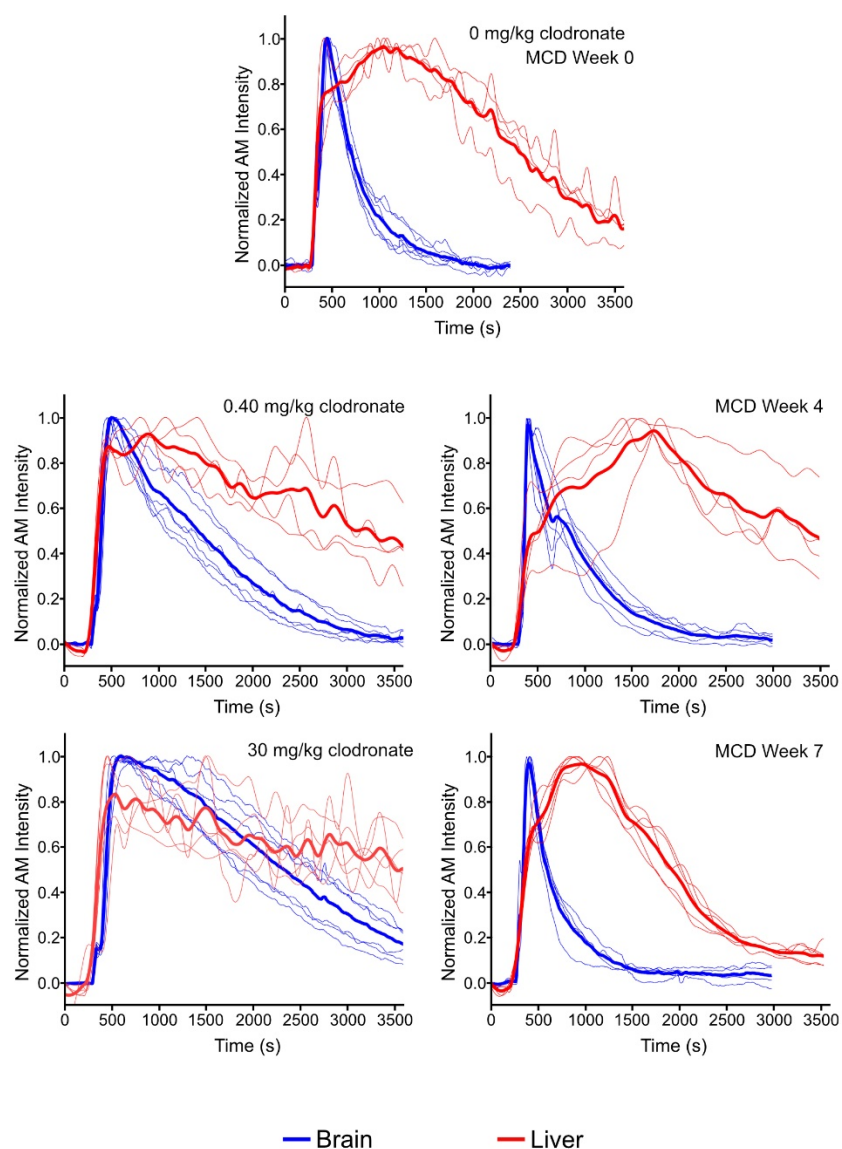 0 mg/kg clodronate
MCD Week 0
Normalized AM Intensity
1.0
0.8
0.6
0.4
0.2
0.0
0 500 1000 1500 2000 2500 3000 3500
Time (s)
0.40 mg/kg clodronate
Normalized AM Intensity
1.0
0.8
0.6
0.4
0.2
0.0
0 500 1000 1500 2000 2500 3000 3500
Time (s)
MCD Week 4
Normalized AM Intensity
1.0
0.8
0.6
0.4
0.2
0.0
0 500 1000 1500 2000 2500 3000 3500
Time (s)
30 mg/kg clodronate
Normalized AM Intensity
1.0
0.8
0.6
0.4
0.2
0.0
0 500 1000 1500 2000 2500 3000 3500
Time (s)
MCD Week 7
Normalized AM Intensity
1.0
0.8
0.6
0.4
0.2
0.0
0 500 1000 1500 2000 2500 3000 3500
Time (s)
Brain Liver